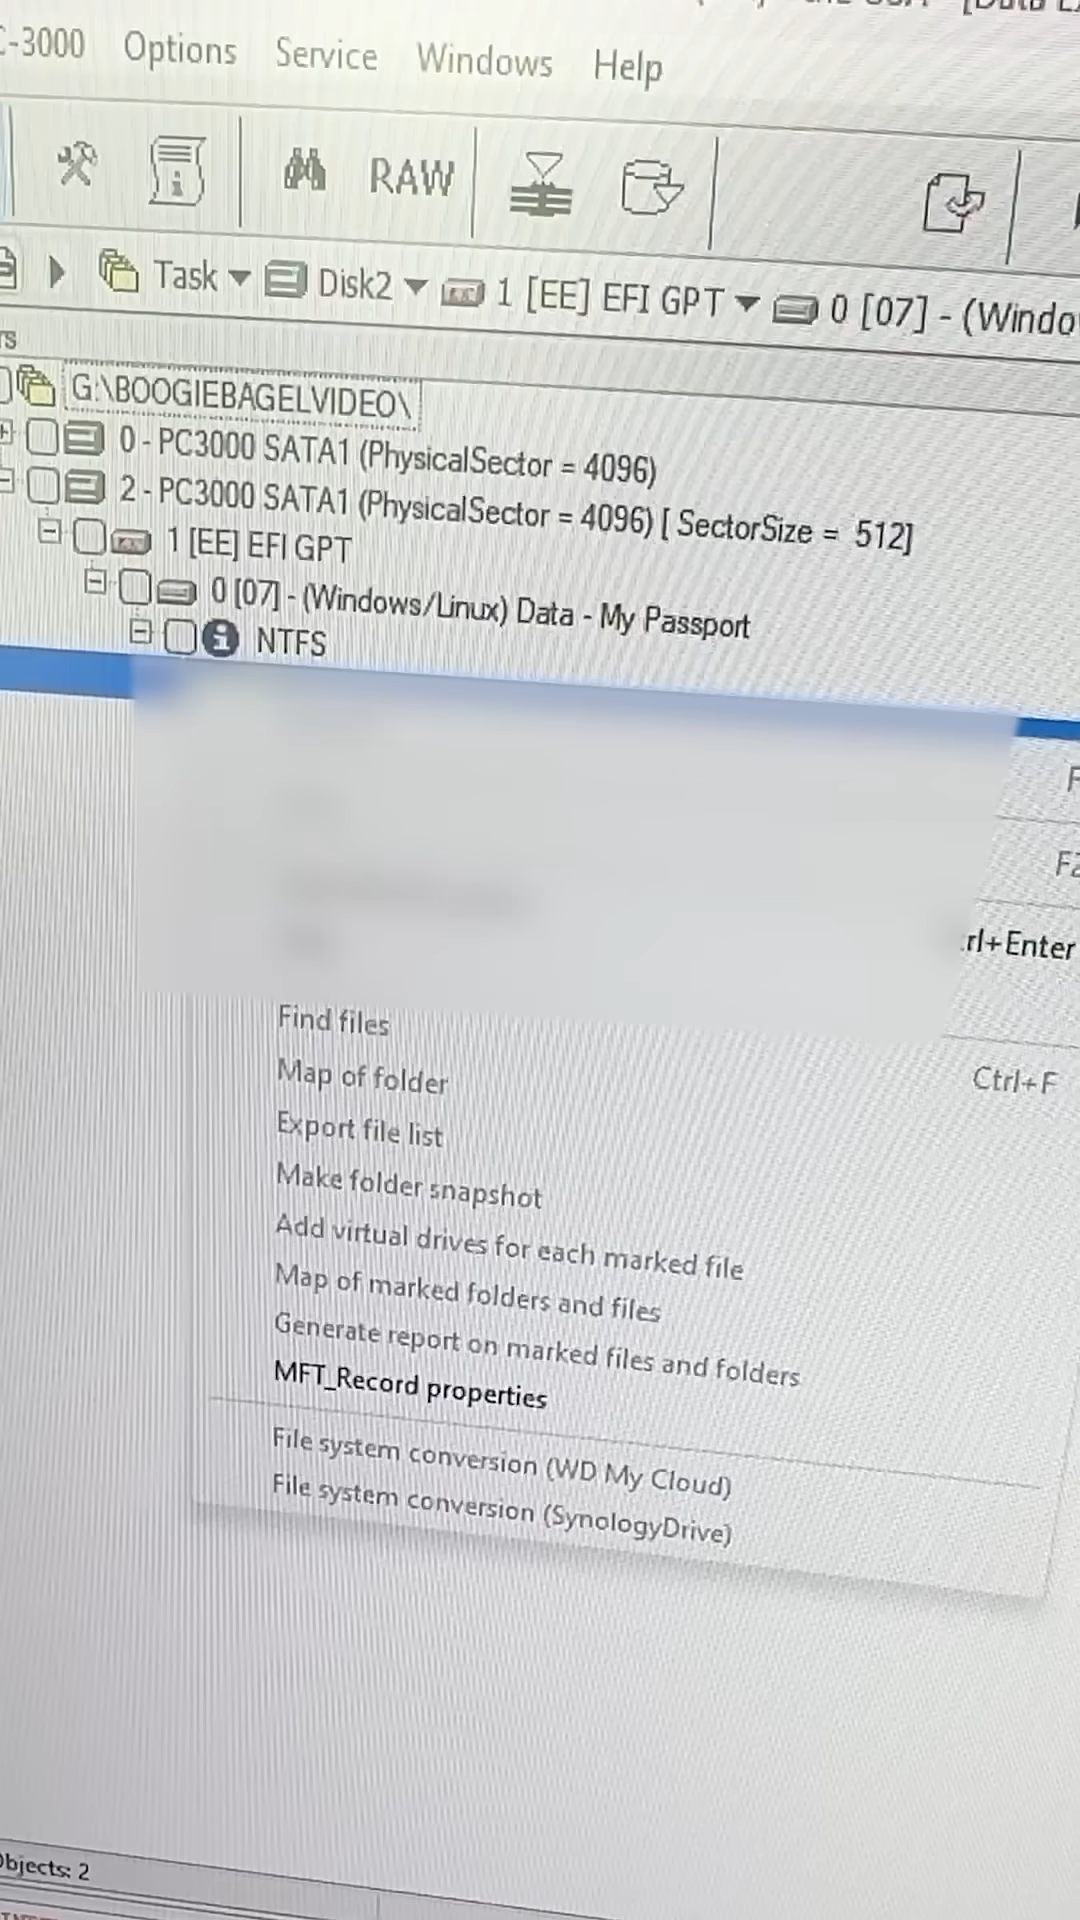 C-3000 Options Service Windows Help
RAW
Task Disk2 1 [EE] EFI GPT 0 [07] - (Windo
G:\BOOGIEBAGELVIDEO\
0 - PC3000 SATA1 (PhysicalSector = 4096)
2 - PC3000 SATA1 (PhysicalSector = 4096) [ SectorSize = 512]
1 [EE] EFI GPT
0 [07] - (Windows/Linux) Data - My Passport
NTFS
rl+Enter
Find files Ctrl+F
Map of folder
Export file list
Make folder snapshot
Add virtual drives for each marked file
Map of marked folders and files
Generate report on marked files and folders
MFT_Record properties
File system conversion (WD My Cloud)
File system conversion (SynologyDrive)
Objects: 2